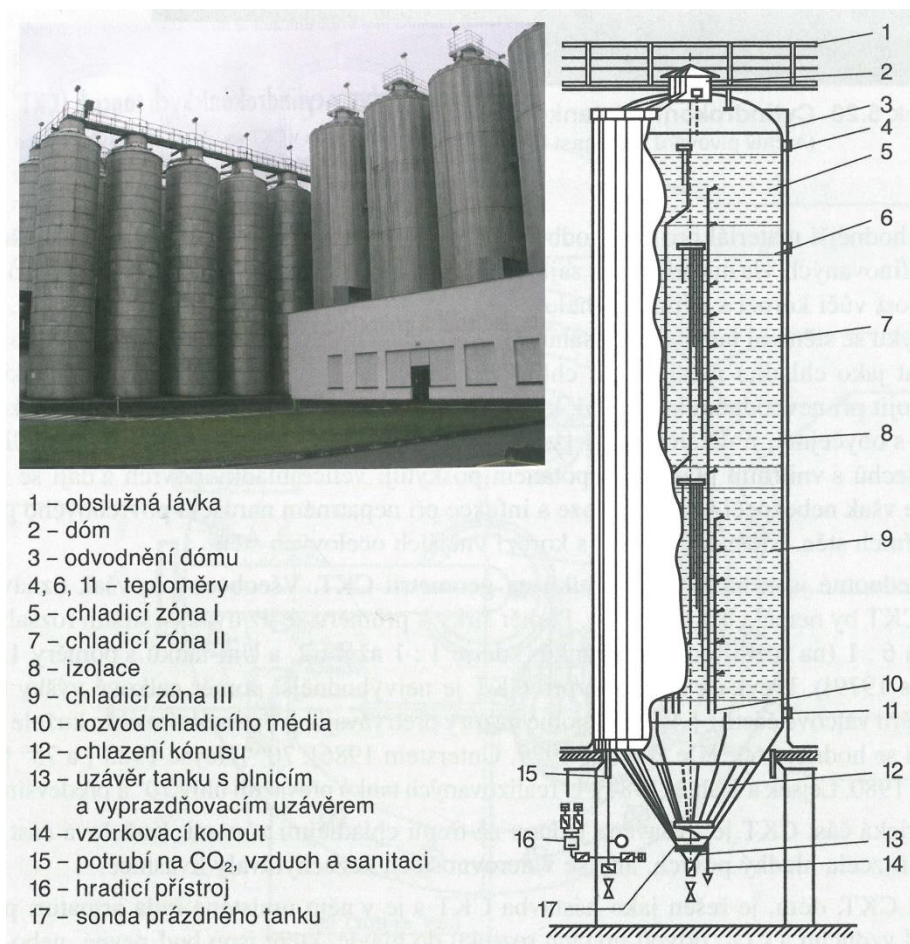 1 – obslužná lávka
2 – dóm
3 – odvodnění dómu
4, 6, 11 – teploměry
5 – chladicí zóna I
7 – chladicí zóna II
8 – izolace
9 – chladicí zóna III
10 – rozvod chladicího média
12 – chlazení kónusu
13 – uzávěr tanku s plnicím
a vyprazdňovacím uzávěrem
14 – vzorkovací kohout
15 – potrubí na CO₂, vzduch a sanitaci
16 – hradicí přístroj
17 – sonda prázdného tanku
1
2
3
4
5
6
7
8
9
10
11
12
13
14
15
16
17